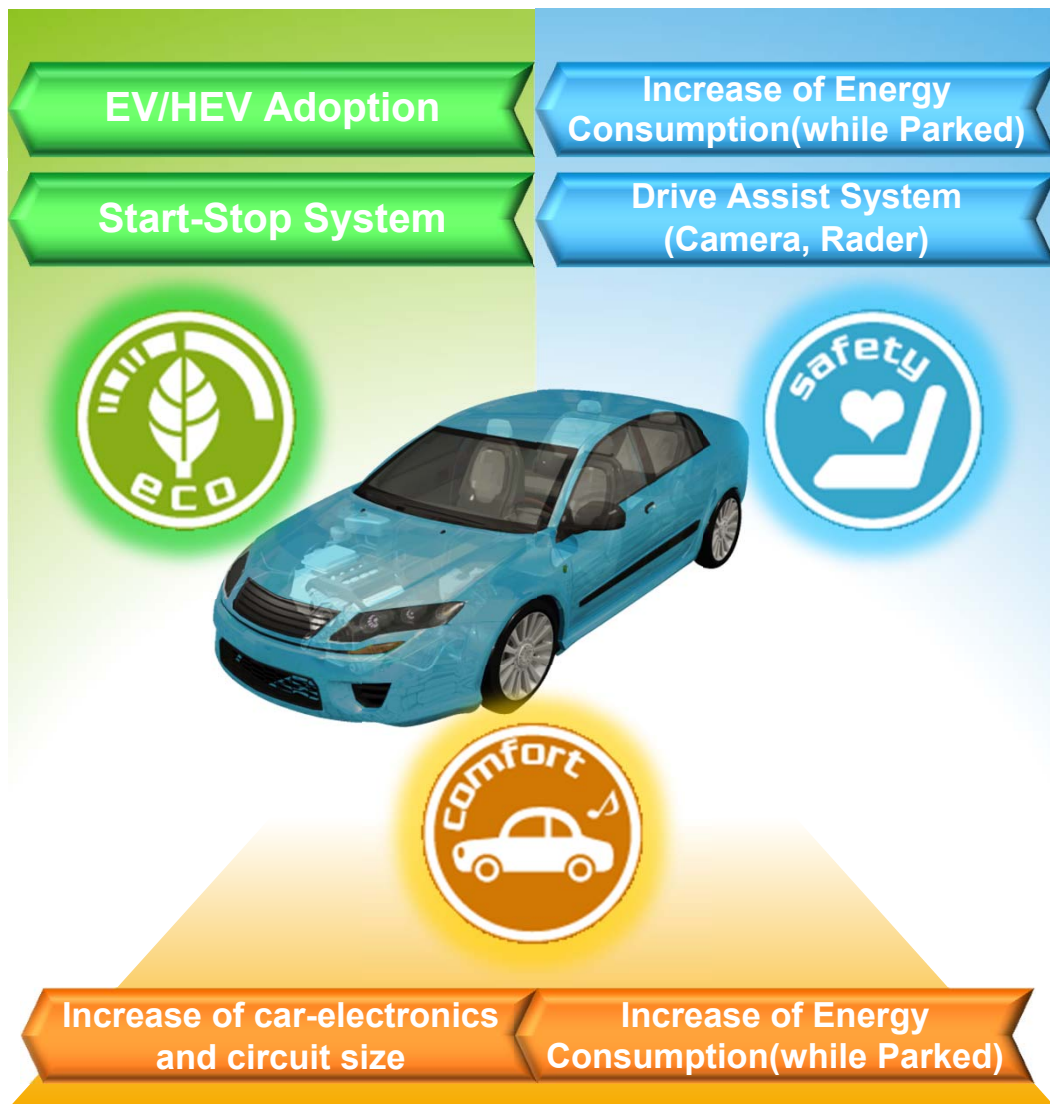 EV/HEV Adoption
Increase of Energy
Consumption(while Parked)
Start-Stop System
Drive Assist System
(Camera, Rader)
eco
safety
comfort
Increase of car-electronics
and circuit size
Increase of Energy
Consumption(while Parked)